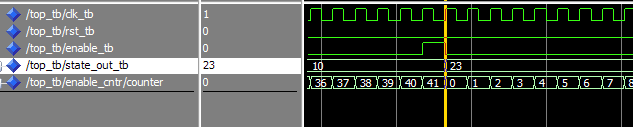 /top_tb/clk_tb 1
/top_tb/rst_tb 0
/top_tb/enable_tb 0
/top_tb/state_out_tb 23 10 23
/top_tb/enable_cntr/counter 0 36 37 38 39 40 41 0 1 2 3 4 5 6 7 8